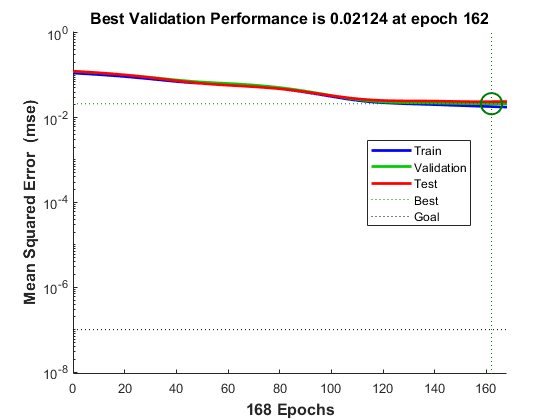 Best Validation Performance is 0.02124 at epoch 162
Mean Squared Error (mse)
10^0
10^-2
10^-4
10^-6
10^-8
Train
Validation
Test
Best
Goal
0 20 40 60 80 100 120 140 160
168 Epochs